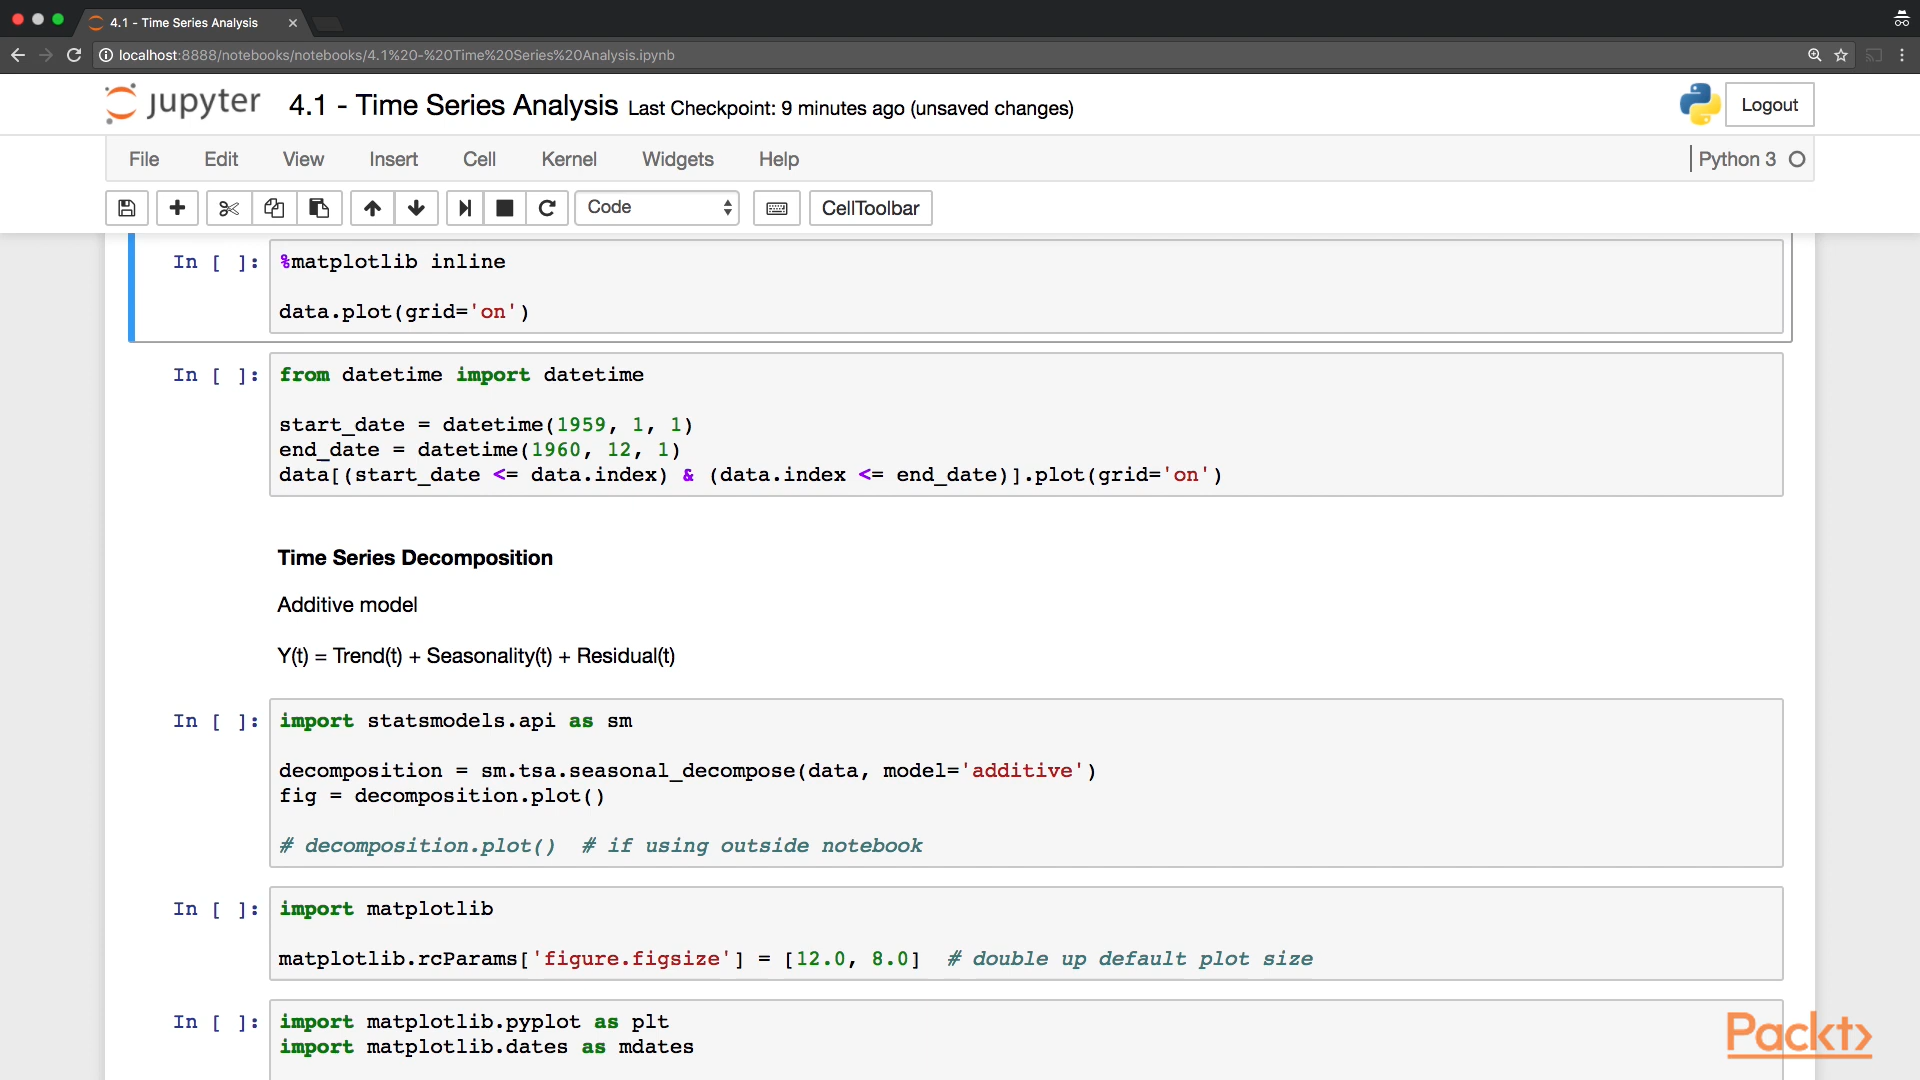 4.1 - Time Series Analysis
localhost:8888/notebooks/notebooks/4.1%20-%20Time%20Series%20Analysis.ipynb
jupyter 4.1 - Time Series Analysis Last Checkpoint: 9 minutes ago (unsaved changes)
Logout
File Edit View Insert Cell Kernel Widgets Help
Python 3
Code CellToolbar
In [ ]: %matplotlib inline
data.plot(grid='on')
In [ ]: from datetime import datetime
start_date = datetime(1959, 1, 1)
end_date = datetime(1960, 12, 1)
data[(start_date <= data.index) & (data.index <= end_date)].plot(grid='on')
Time Series Decomposition
Additive model
Y(t) = Trend(t) + Seasonality(t) + Residual(t)
In [ ]: import statsmodels.api as sm
decomposition = sm.tsa.seasonal_decompose(data, model='additive')
fig = decomposition.plot()
# decomposition.plot()  # if using outside notebook
In [ ]: import matplotlib
matplotlib.rcParams['figure.figsize'] = [12.0, 8.0]  # double up default plot size
In [ ]: import matplotlib.pyplot as plt
import matplotlib.dates as mdates
Packt>